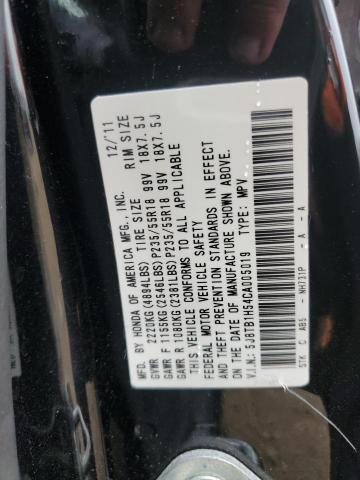 MFD. BY HONDA OF AMERICA MFG., INC. 12/11
GVWR 2220KG(4894LBS) TIRE SIZE RIM SIZE
GAWR F 1155KG(2546LBS)P235/55R18 99V 18X7.5J
GAWR R 1080KG(2381LBS)P235/55R18 99V 18X7.5J
THIS VEHICLE CONFORMS TO ALL APPLICABLE
FEDERAL MOTOR VEHICLE SAFETY
AND THEFT PREVENTION STANDARDS IN EFFECT
ON THE DATE OF MANUFACTURE SHOWN ABOVE.
V.I.N.: 5J8TB1H54CA005019 TYPE: MPV
STK C AB5 - NH731P - A - A